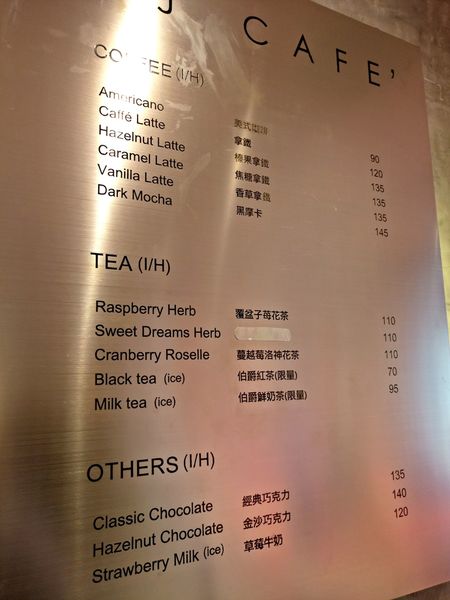 J CAFE'
COFFEE (I/H)
Americano 美式咖啡 90
Caffé Latte 拿鐵 120
Hazelnut Latte 榛果拿鐵 135
Caramel Latte 焦糖拿鐵 135
Vanilla Latte 香草拿鐵 135
Dark Mocha 黑摩卡 145
TEA (I/H)
Raspberry Herb 覆盆子莓花茶 110
Sweet Dreams Herb 110
Cranberry Roselle 蔓越莓洛神花茶 110
Black tea (ice) 伯爵紅茶(限量) 70
Milk tea (ice) 伯爵鮮奶茶(限量) 95
OTHERS (I/H)
Classic Chocolate 經典巧克力 135
Hazelnut Chocolate 金沙巧克力 140
Strawberry Milk (ice) 草莓牛奶 120